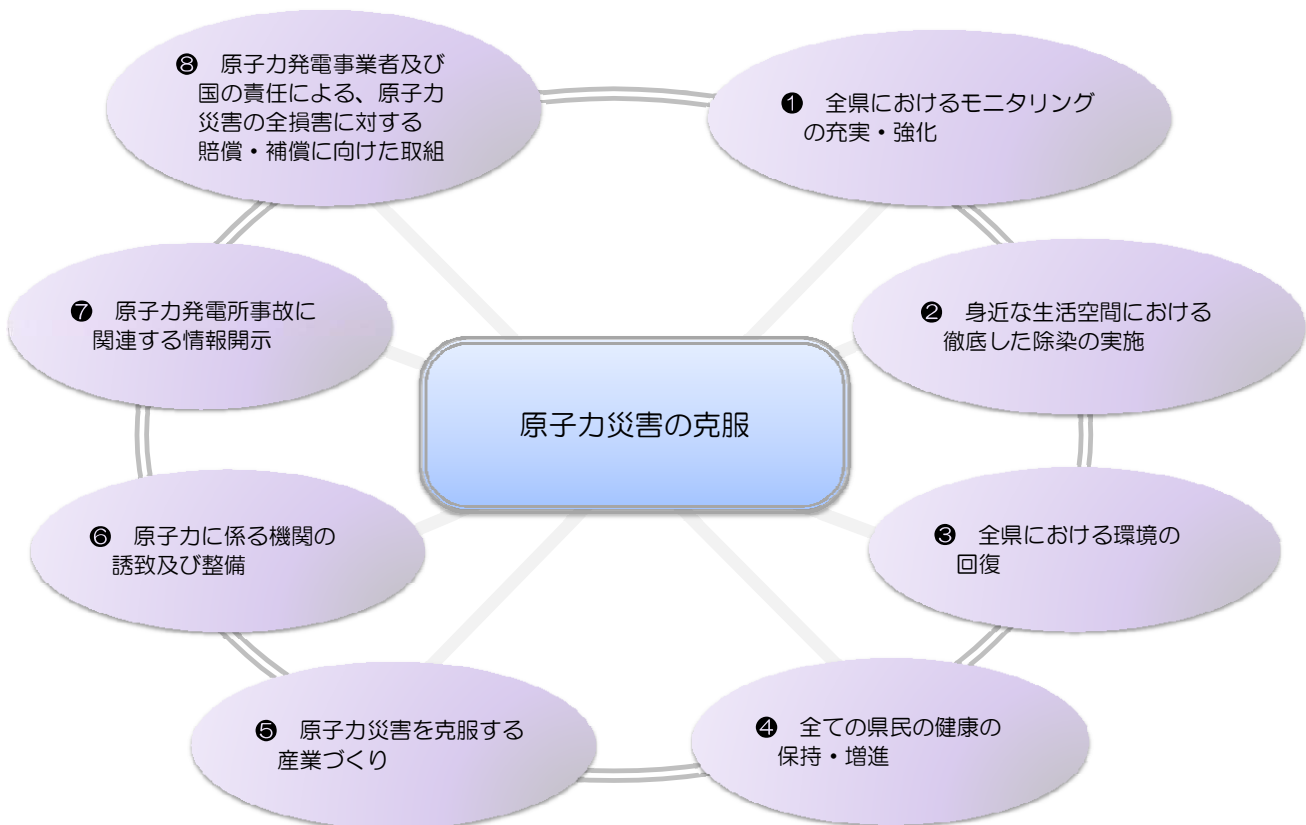 ❽　原子力発電事業者及び
国の責任による、原子力
災害の全損害に対する
賠償・補償に向けた取組
❶　全県におけるモニタリング
の充実・強化
❼　原子力発電所事故に
関連する情報開示
❷　身近な生活空間における
徹底した除染の実施
原子力災害の克服
❻　原子力に係る機関の
誘致及び整備
❸　全県における環境の
回復
❺　原子力災害を克服する
産業づくり
❹　全ての県民の健康の
保持・増進